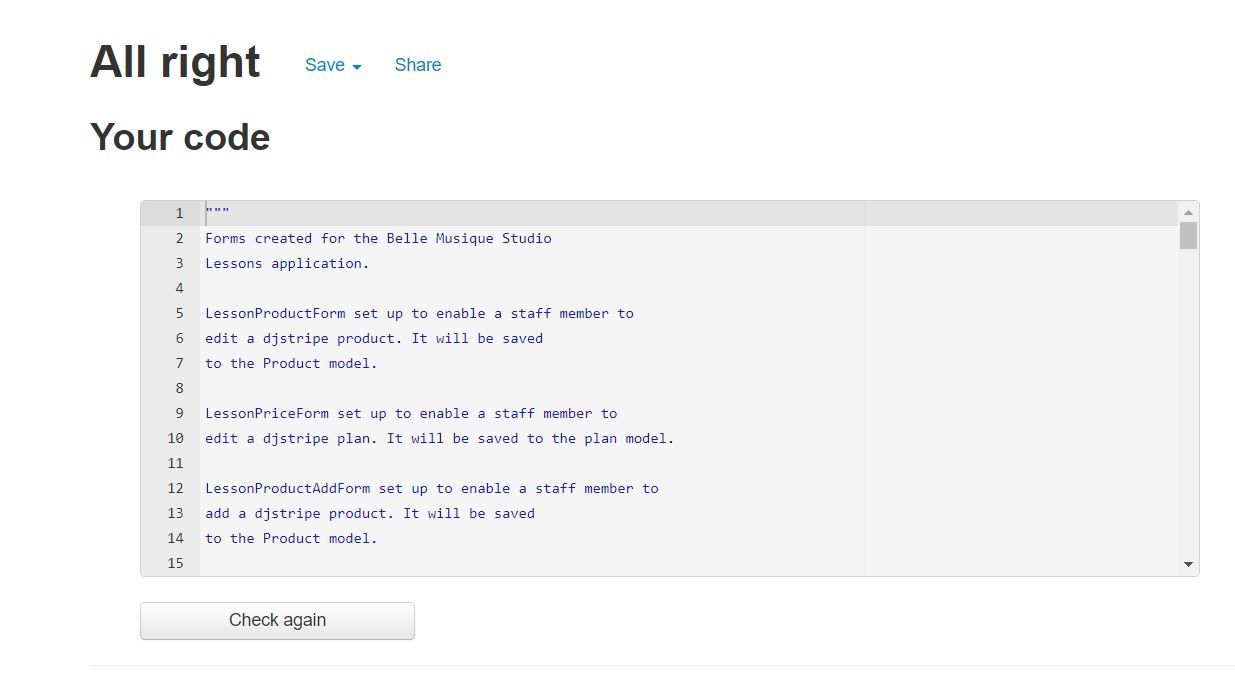 All right
Save
Share
Your code
1 """
2 Forms created for the Belle Musique Studio
3 Lessons application.
4
5 LessonProductForm set up to enable a staff member to
6 edit a djstripe product. It will be saved
7 to the Product model.
8
9 LessonPriceForm set up to enable a staff member to
10 edit a djstripe plan. It will be saved to the plan model.
11
12 LessonProductAddForm set up to enable a staff member to
13 add a djstripe product. It will be saved
14 to the Product model.
15
Check again